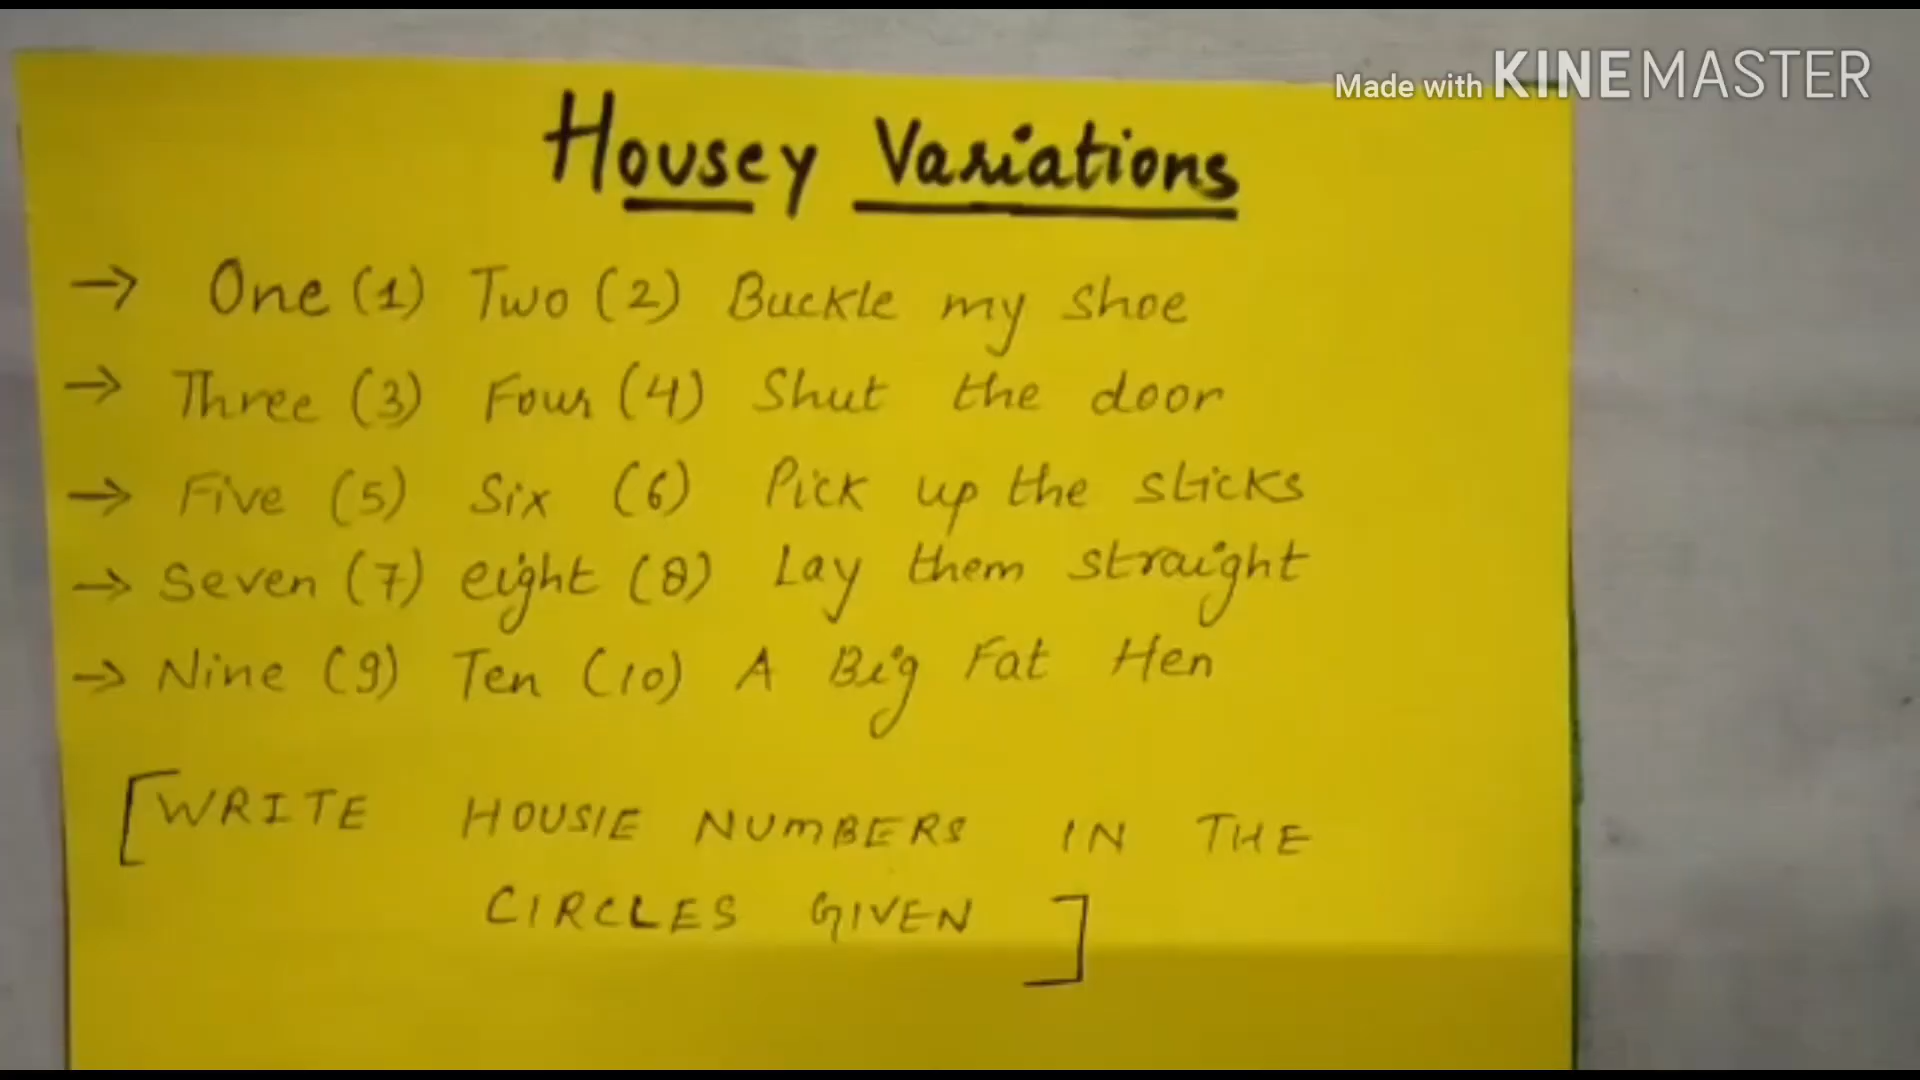 Made with KINEMASTER
Housey Variations
→ One (1) Two (2) Buckle my shoe
→ Three (3) Four (4) Shut the door
→ Five (5) Six (6) Pick up the sticks
→ Seven (7) eight (8) Lay them straight
→ Nine (9) Ten (10) A Big Fat Hen
[WRITE HOUSIE NUMBERS IN THE
CIRCLES GIVEN]